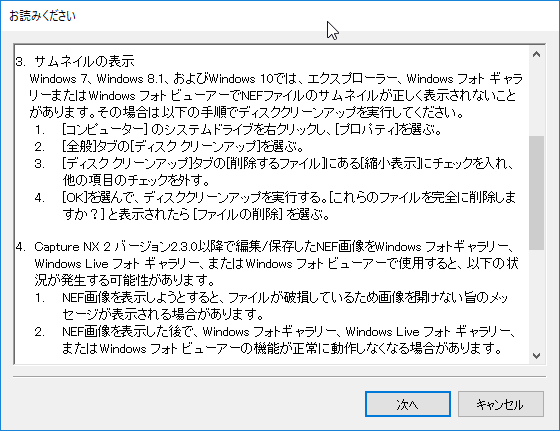 お読みください
3. サムネイルの表示
Windows 7、Windows 8.1、およびWindows 10では、エクスプローラー、Windows フォト ギャラ
リーまたはWindows フォト ビューアーでNEFファイルのサムネイルが正しく表示されないこと
があります。その場合は以下の手順でディスククリーンアップを実行してください。
1. [コンピューター] のシステムドライブを右クリックし、[プロパティ]を選ぶ。
2. [全般]タブの[ディスク クリーンアップ]を選ぶ。
3. [ディスク クリーンアップ]タブの[削除するファイル]にある[縮小表示]にチェックを入れ、
他の項目のチェックを外す。
4. [OK]を選んで、ディスククリーンアップを実行する。[これらのファイルを完全に削除しま
すか?] と表示されたら [ファイルの削除] を選ぶ。
4. Capture NX 2 バージョン2.3.0以降で編集/保存したNEF画像をWindows フォトギャラリー、
Windows Live フォト ギャラリー、またはWindows フォト ビューアーで使用すると、以下の状
況が発生する可能性があります。
1. NEF画像を表示しようとすると、ファイルが破損しているため画像を開けない旨のメッ
セージが表示される場合があります。
2. NEF画像を表示した後で、Windows フォトギャラリー、Windows Live フォト ギャラリー、
またはWindows フォト ビューアーの機能が正常に動作しなくなる場合があります。
次へ
キャンセル